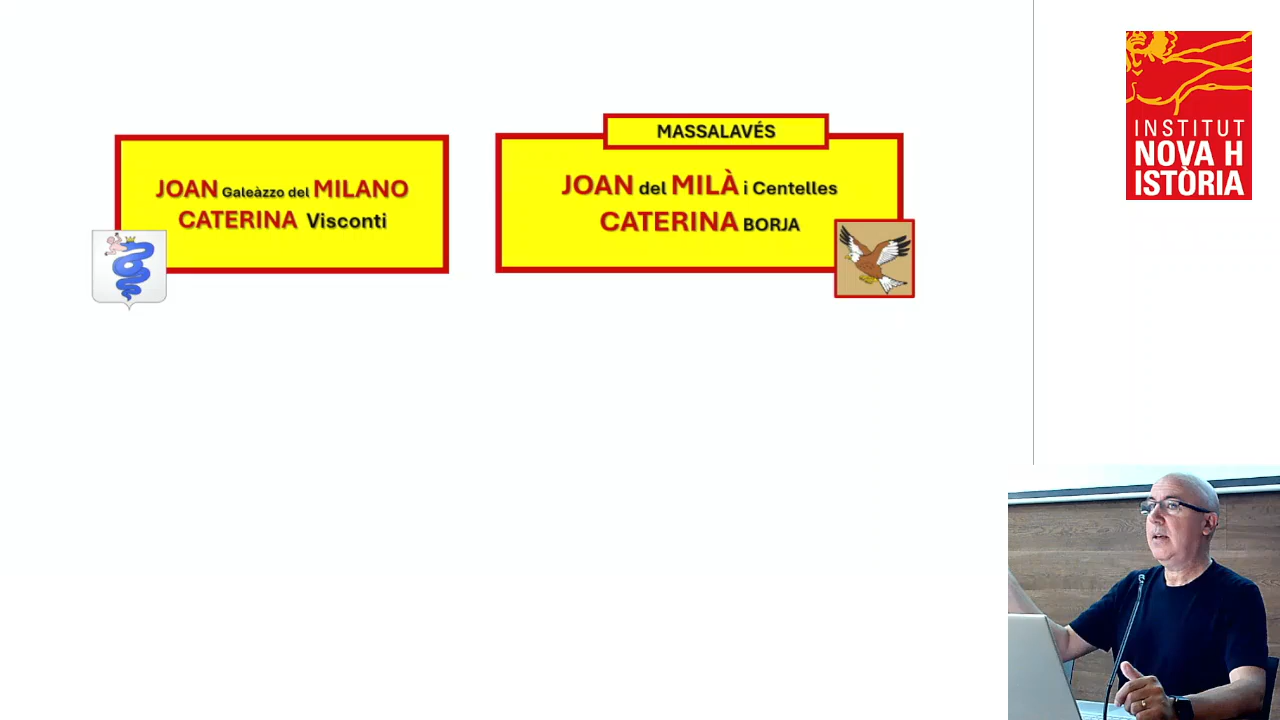 JOAN Galeàzzo del MILANO
CATERINA Visconti
MASSALAVÉS
JOAN del MILÀ i Centelles
CATERINA BORJA
INSTITUT
NOVA H
ISTÒRIA